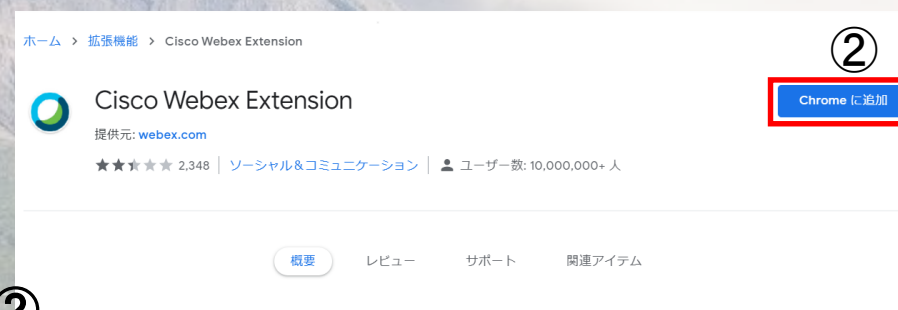 ホーム > 拡張機能 > Cisco Webex Extension
②
Cisco Webex Extension
Chrome に追加
提供元: webex.com
2,348 ソーシャル＆コミュニケーション ユーザー数: 10,000,000+ 人
概要 レビュー サポート 関連アイテム